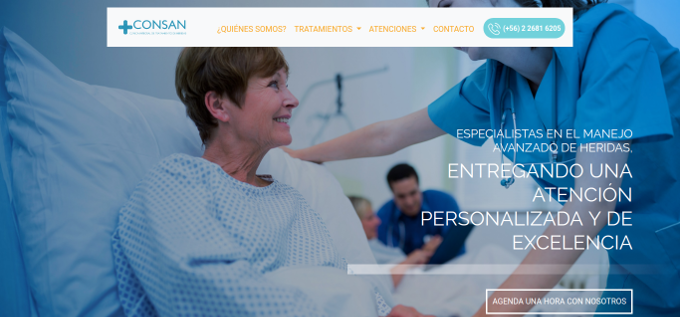 CONSAN
¿QUIÉNES SOMOS? TRATAMIENTOS ATENCIONES CONTACTO (+56) 2 2681 6205
ESPECIALISTAS EN EL MANEJO
AVANZADO DE HERIDAS,
ENTREGANDO UNA
ATENCIÓN
PERSONALIZADA Y DE
EXCELENCIA
AGENDA UNA HORA CON NOSOTROS